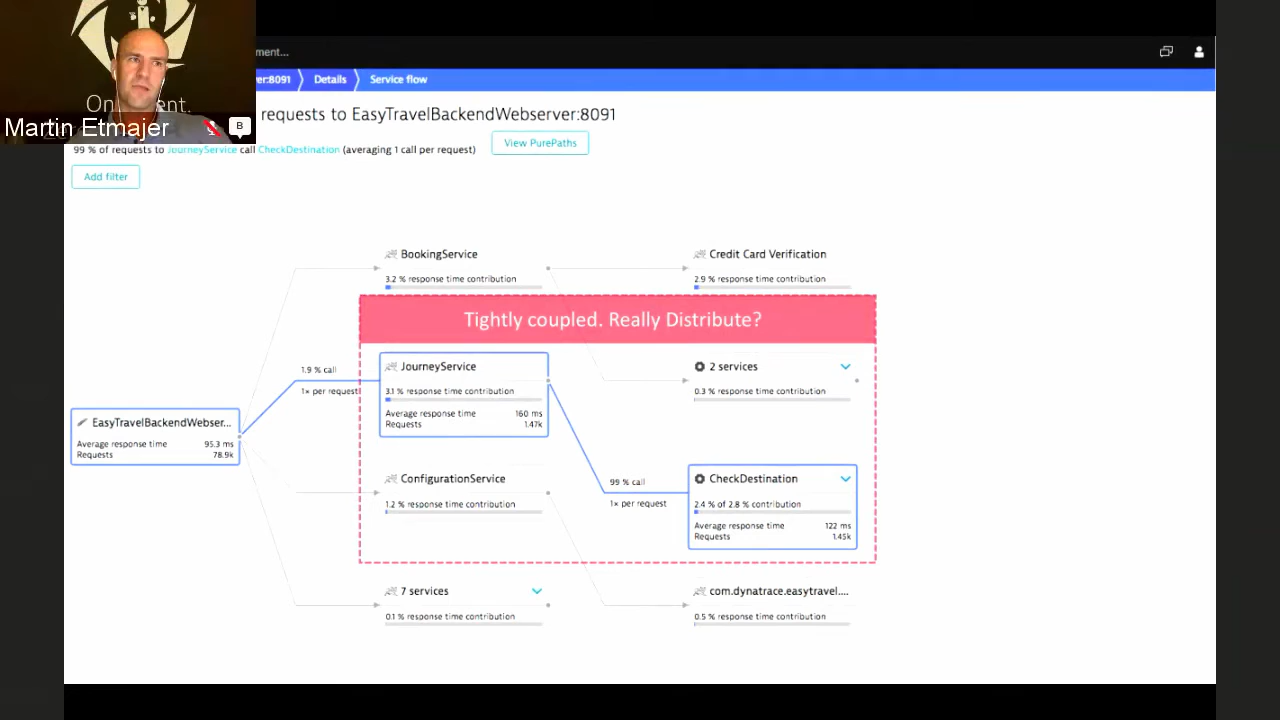 ment...
On
ent.
Martin Etmajer
B
er:8091
Details
Service flow
requests to EasyTravelBackendWebserver:8091
99 % of requests to JourneyService call CheckDestination (averaging 1 call per request)
View PurePaths
Add filter
BookingService
3.2 % response time contribution
Credit Card Verification
2.9 % response time contribution
Tightly coupled. Really Distribute?
1.9 % call
1× per request
JourneyService
3.1 % response time contribution
Average response time 160 ms
Requests 1.47k
2 services
0.3 % response time contribution
EasyTravelBackendWebser...
Average response time 95.3 ms
Requests 78.9k
ConfigurationService
1.2 % response time contribution
99 % call
1× per request
CheckDestination
2.4 % of 2.8 % contribution
Average response time 122 ms
Requests 1.45k
7 services
0.1 % response time contribution
com.dynatrace.easytravel....
0.5 % response time contribution